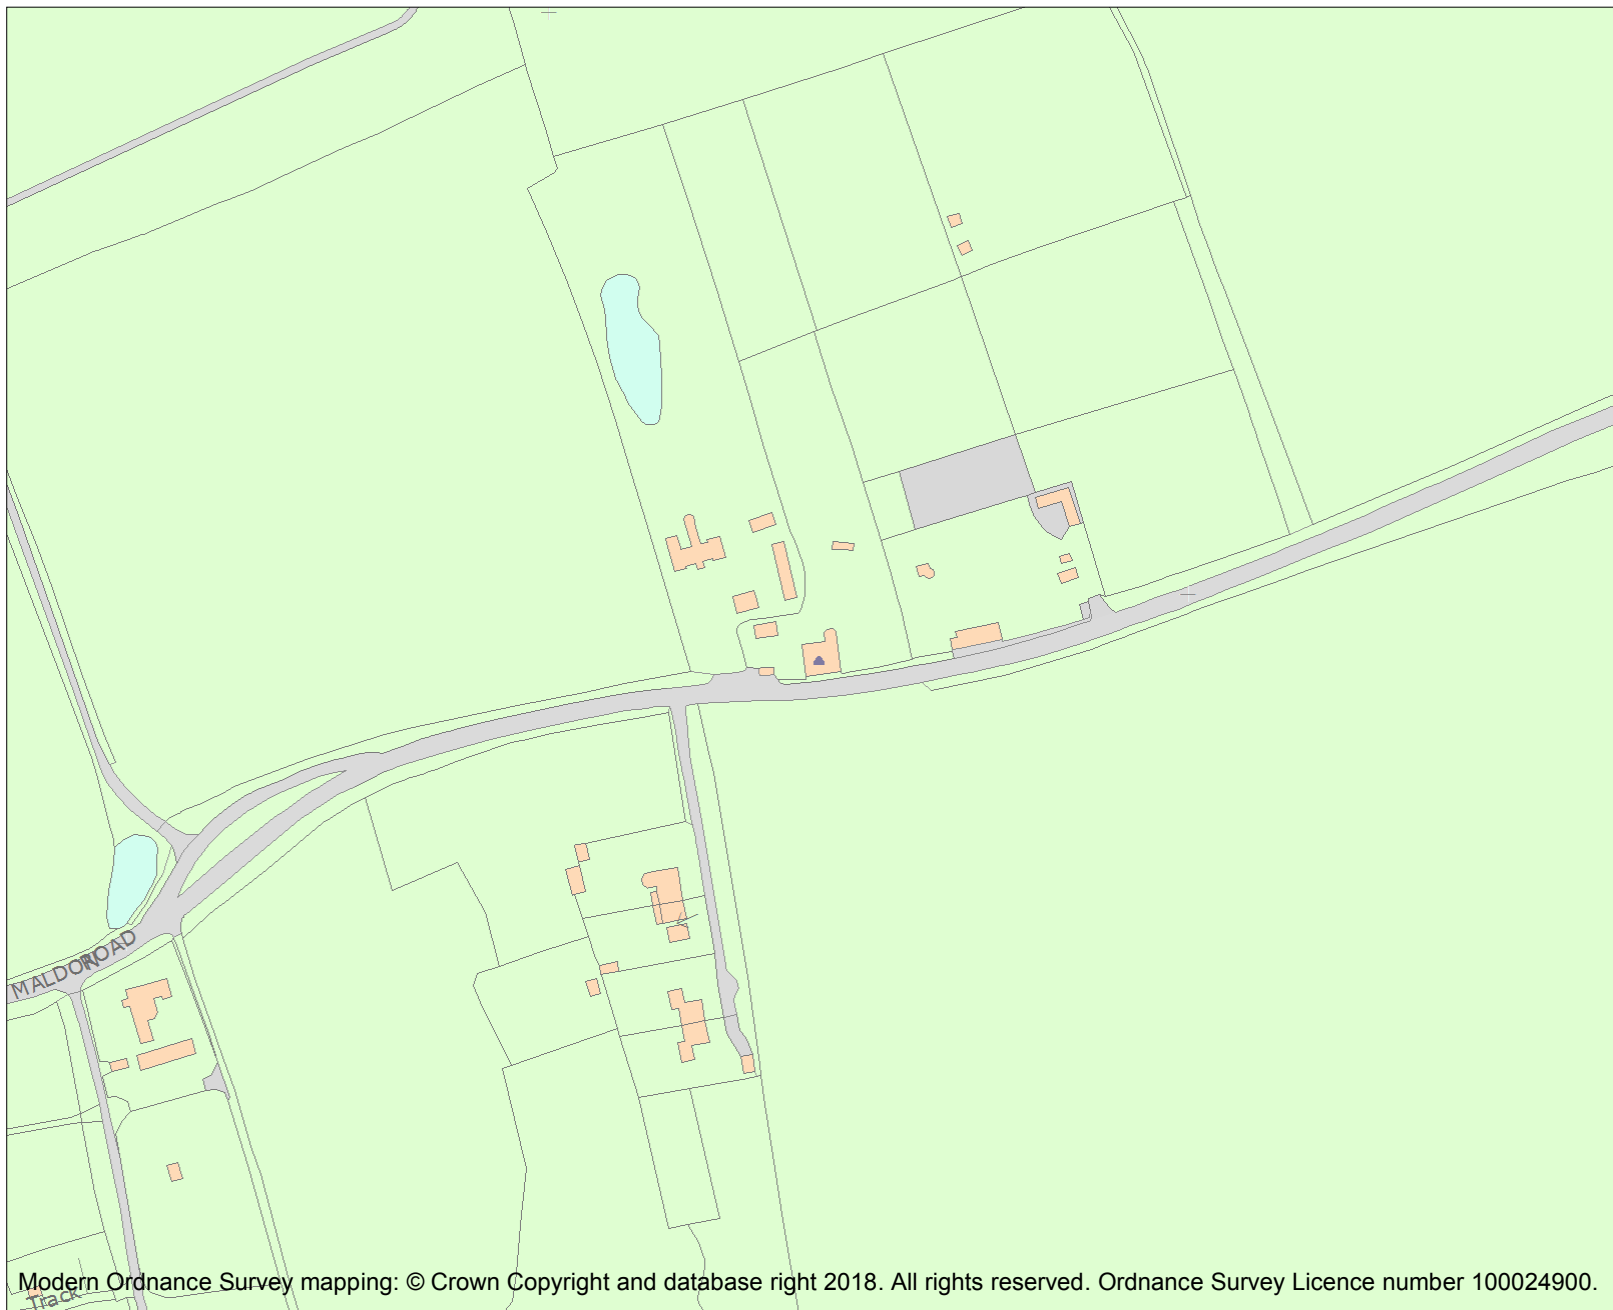 MALDON ROAD
Track
Modern Ordnance Survey mapping: © Crown Copyright and database right 2018. All rights reserved. Ordnance Survey Licence number 100024900.